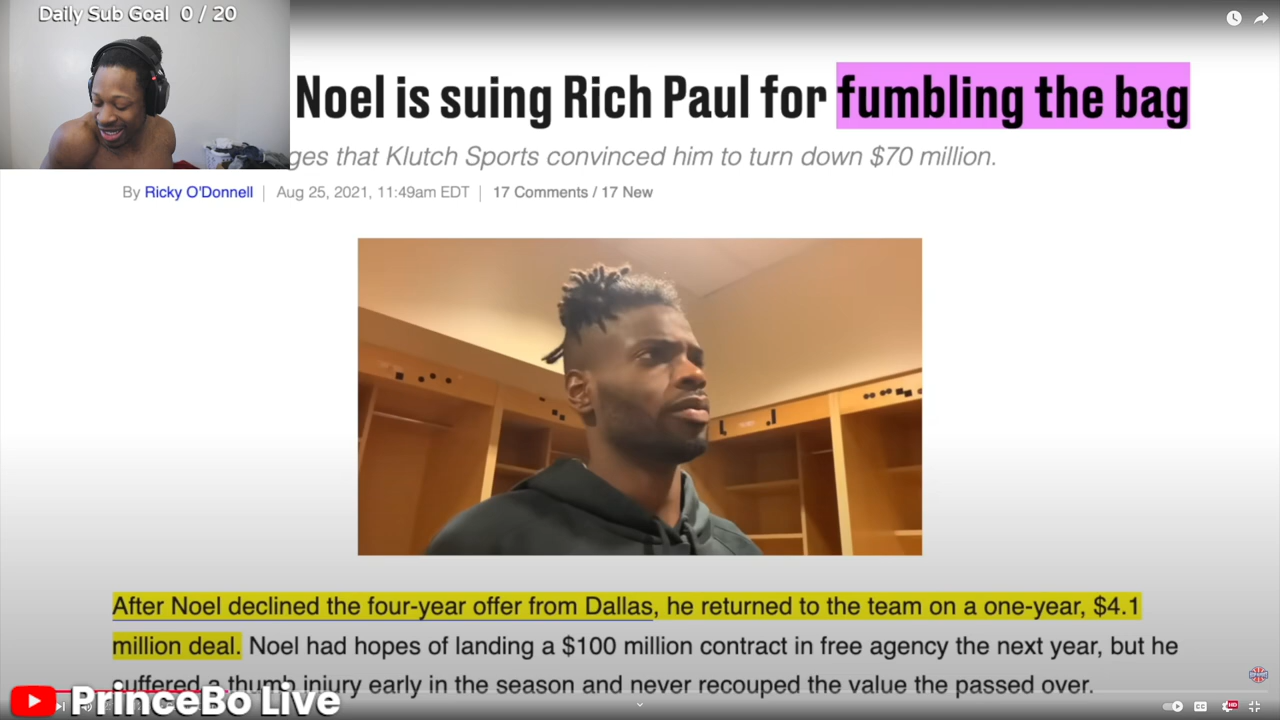 Daily Sub Goal 0 / 20
Noel is suing Rich Paul for fumbling the bag
ges that Klutch Sports convinced him to turn down $70 million.
By Ricky O'Donnell | Aug 25, 2021, 11:49am EDT | 17 Comments / 17 New
After Noel declined the four-year offer from Dallas, he returned to the team on a one-year, $4.1
million deal. Noel had hopes of landing a $100 million contract in free agency the next year, but he
suffered a thumb injury early in the season and never recouped the value the passed over.
PrinceBo Live
CC
HD